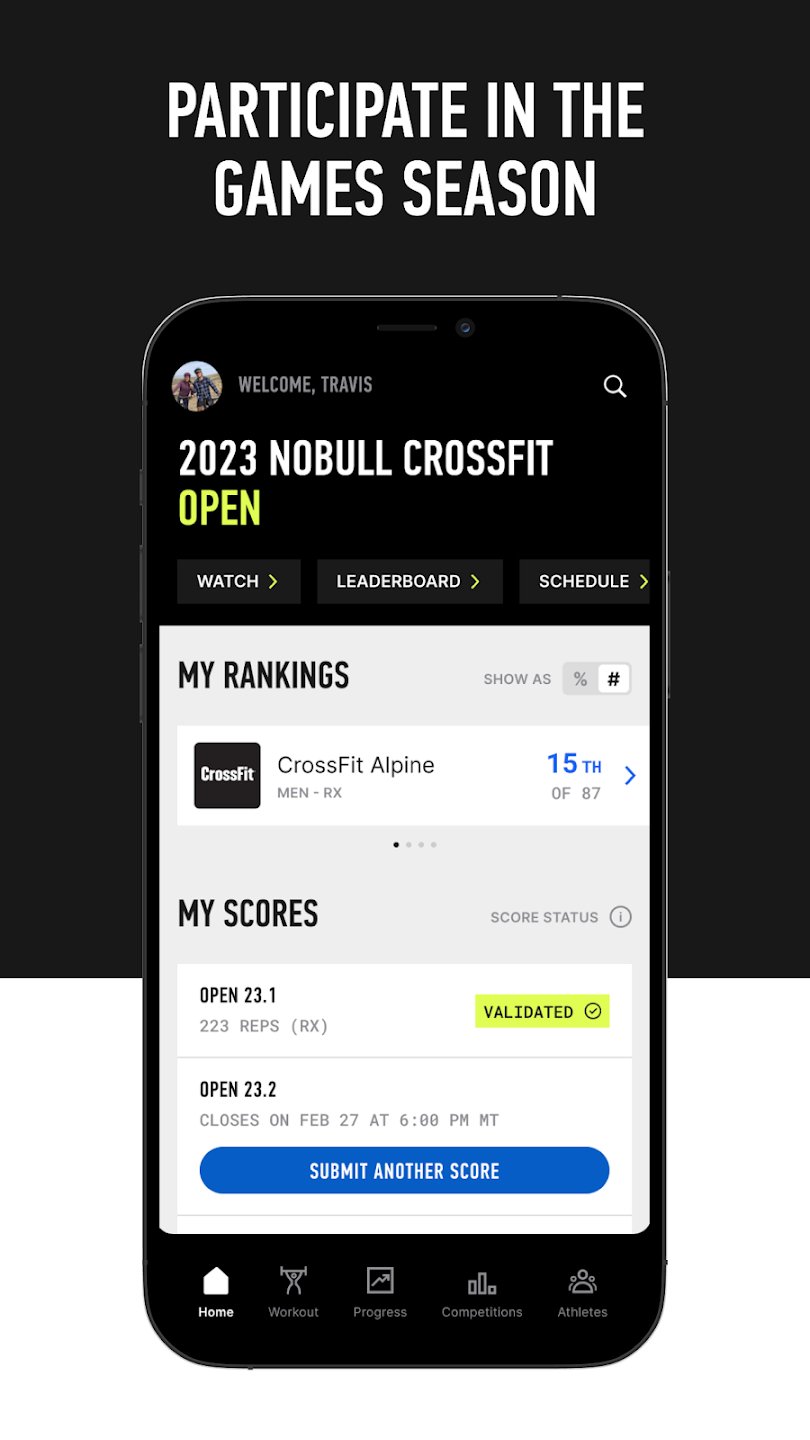 PARTICIPATE IN THE
GAMES SEASON
WELCOME, TRAVIS
2023 NOBULL CROSSFIT
OPEN
WATCH
LEADERBOARD
SCHEDULE
MY RANKINGS
SHOW AS % #
CrossFit
CrossFit Alpine
15 TH
MEN - RX
OF 87
MY SCORES
SCORE STATUS i
OPEN 23.1
223 REPS (RX)
VALIDATED
OPEN 23.2
CLOSES ON FEB 27 AT 6:00 PM MT
SUBMIT ANOTHER SCORE
Home Workout Progress Competitions Athletes